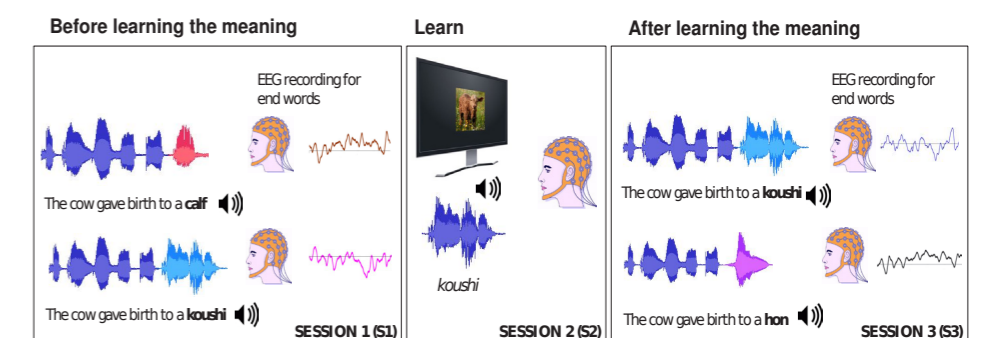 Before learning the meaning
Learn
After learning the meaning
EEG recording for
end words
The cow gave birth to a calf
The cow gave birth to a koushi
SESSION 1 (S1)
koushi
SESSION 2 (S2)
EEG recording for
end words
The cow gave birth to a koushi
The cow gave birth to a hon
SESSION 3 (S3)